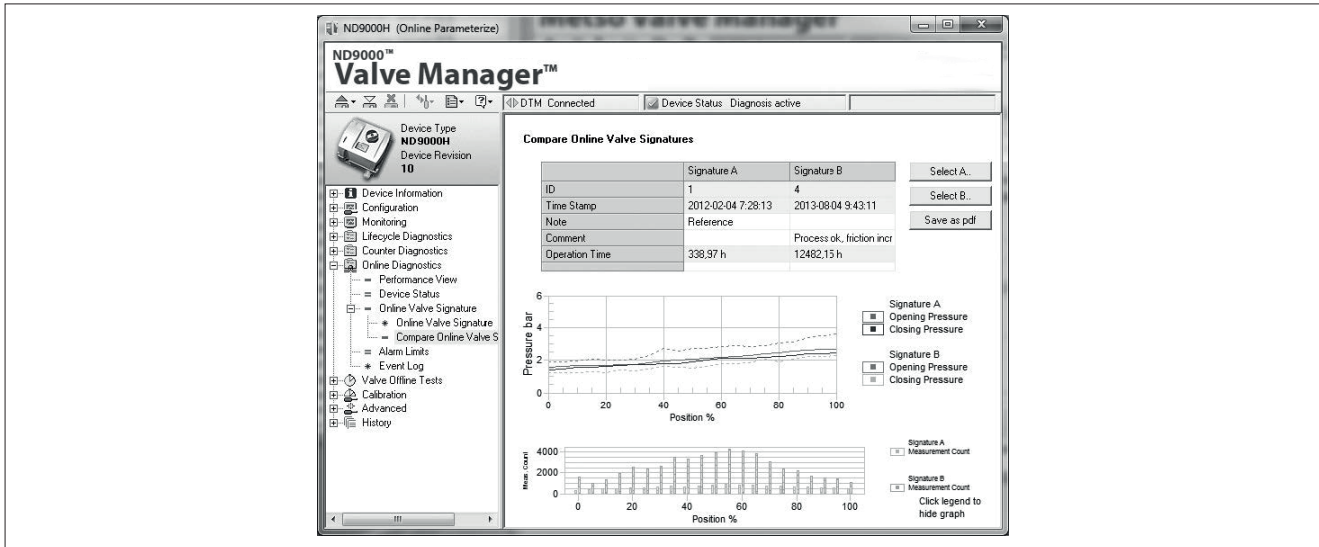 ND9000H (Online Parameterize)
Metso Valve Manager
ND9000™
Valve Manager™
DTM Connected
Device Status Diagnosis active
Device Type
ND9000H
Device Revision
10
Device Information
Configuration
Monitoring
Lifecycle Diagnostics
Counter Diagnostics
Online Diagnostics
Performance View
Device Status
Online Valve Signature
Online Valve Signature
Compare Online Valve S
Alarm Limits
Event Log
Valve Offline Tests
Calibration
Advanced
History
Compare Online Valve Signatures
Signature A Signature B
ID 1 4
Time Stamp 2012-02-04 7:28:13 2013-08-04 9:43:11
Note Reference
Comment Process ok, friction incr
Operation Time 338,97 h 12482,15 h
Select A..
Select B..
Save as pdf
Pressure bar
6
4
2
0
0 20 40 60 80 100
Position %
Signature A
Opening Pressure
Closing Pressure
Signature B
Opening Pressure
Closing Pressure
Meas. Count
4000
2000
0
0 20 40 60 80 100
Position %
Signature A
Measurement Count
Signature B
Measurement Count
Click legend to
hide graph